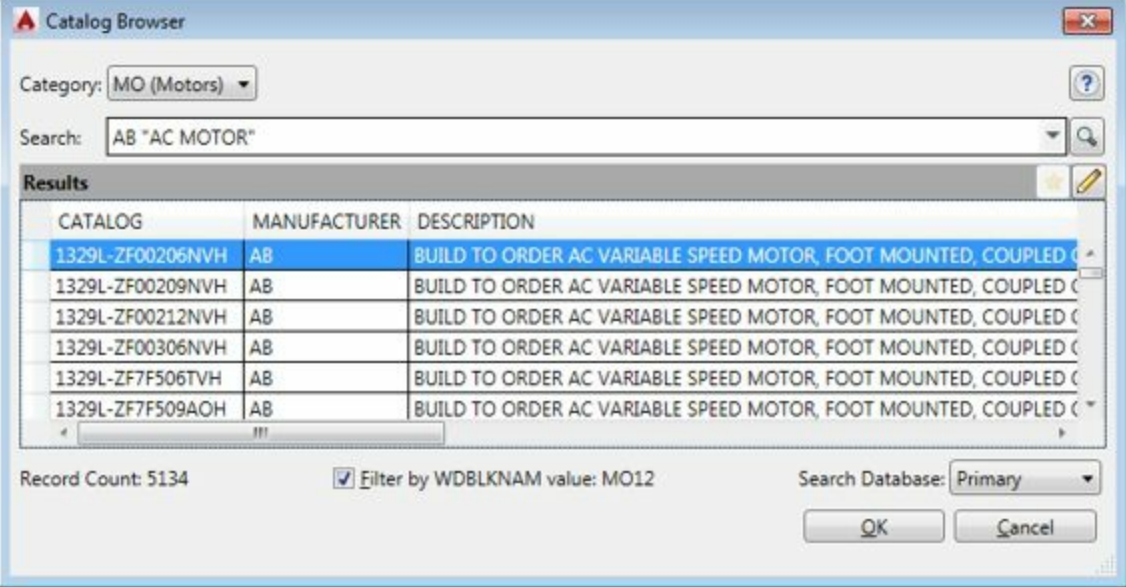 Catalog Browser
Category: MO (Motors)
Search: AB "AC MOTOR"
Results
CATALOG MANUFACTURER DESCRIPTION
1329L-ZF00206NVH AB BUILD TO ORDER AC VARIABLE SPEED MOTOR, FOOT MOUNTED, COUPLED
1329L-ZF00209NVH AB BUILD TO ORDER AC VARIABLE SPEED MOTOR, FOOT MOUNTED, COUPLED
1329L-ZF00212NVH AB BUILD TO ORDER AC VARIABLE SPEED MOTOR, FOOT MOUNTED, COUPLED
1329L-ZF00306NVH AB BUILD TO ORDER AC VARIABLE SPEED MOTOR, FOOT MOUNTED, COUPLED
1329L-ZF7F506TVH AB BUILD TO ORDER AC VARIABLE SPEED MOTOR, FOOT MOUNTED, COUPLED
1329L-ZF7F509AOH AB BUILD TO ORDER AC VARIABLE SPEED MOTOR, FOOT MOUNTED, COUPLED
Record Count: 5134 Filter by WDBLKNAM value: MO12 Search Database: Primary
OK Cancel